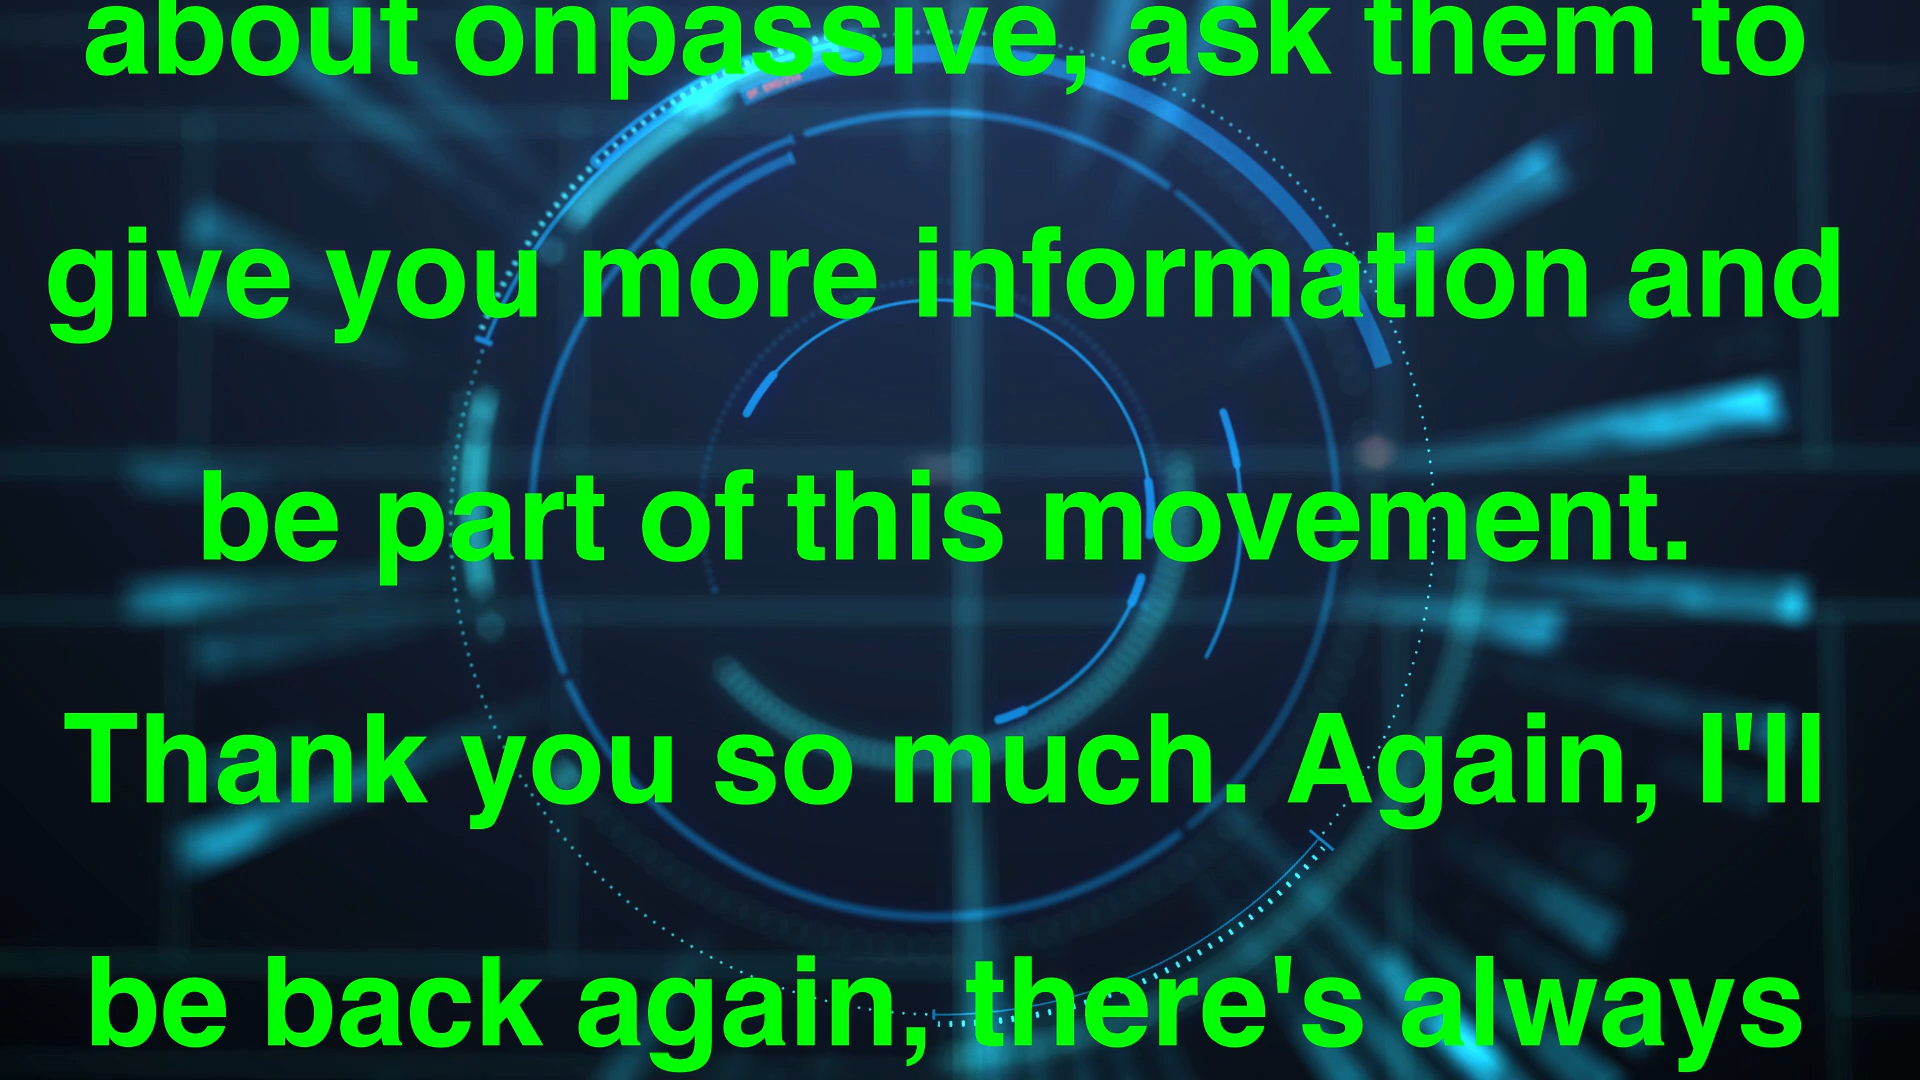 about onpassive, ask them to
give you more information and
be part of this movement.
Thank you so much. Again, I'll
be back again, there's always